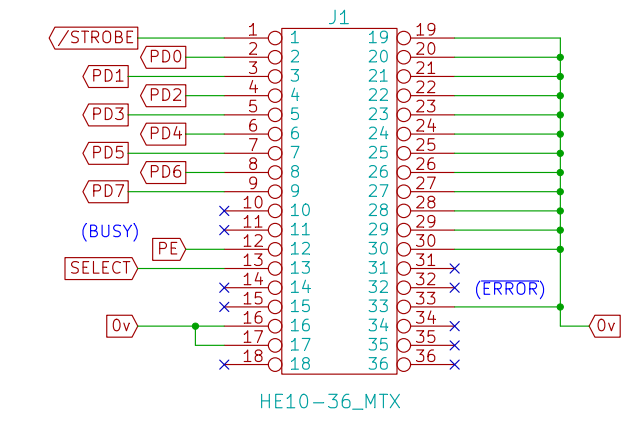 J1
/STROBE 1 1 19 19
PD0 2 2 20 20
PD1 3 3 21 21
PD2 4 4 22 22
PD3 5 5 23 23
PD4 6 6 24 24
PD5 7 7 25 25
PD6 8 8 26 26
PD7 9 9 27 27
10 10 28 28
(BUSY) 11 11 29 29
PE 12 12 30 30
SELECT 13 13 31 31
14 14 32 32 (ERROR)
15 15 33 33
0v 16 16 34 34 0v
17 17 35 35
18 18 36 36
HE10-36_MTX